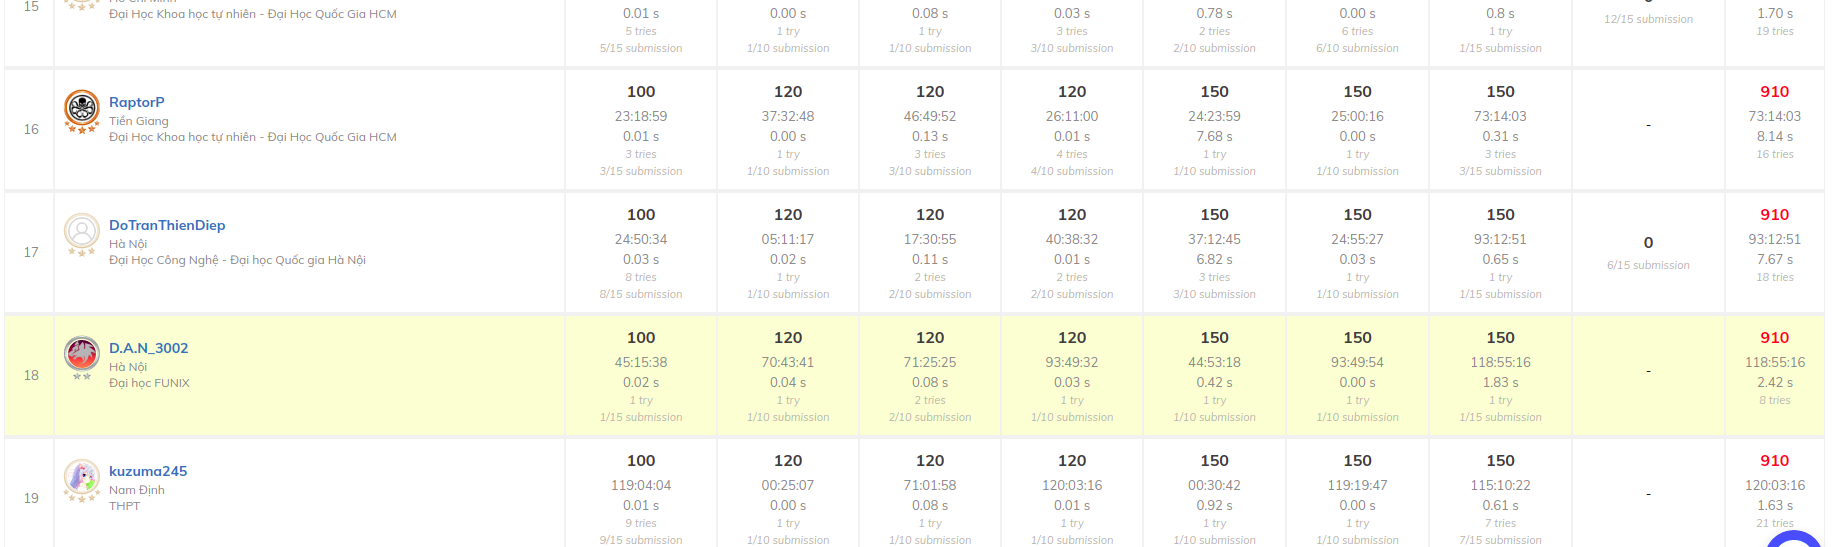 15
Đại Học Khoa học tự nhiên - Đại Học Quốc Gia HCM
0.01 s
5 tries
5/15 submission
0.00 s
1 try
1/10 submission
0.08 s
1 try
1/10 submission
0.03 s
3 tries
3/10 submission
0.78 s
2 tries
2/10 submission
0.00 s
6 tries
6/10 submission
0.8 s
1 try
1/15 submission
12/15 submission
1.70 s
19 tries
16
RaptorP
Tiền Giang
Đại Học Khoa học tự nhiên - Đại Học Quốc Gia HCM
100
23:18:59
0.01 s
3 tries
3/15 submission
120
37:32:48
0.00 s
1 try
1/10 submission
120
46:49:52
0.13 s
3 tries
3/10 submission
120
26:11:00
0.01 s
4 tries
4/10 submission
150
24:23:59
7.68 s
1 try
1/10 submission
150
25:00:16
0.00 s
1 try
1/10 submission
150
73:14:03
0.31 s
3 tries
3/15 submission
-
910
73:14:03
8.14 s
16 tries
17
DoTranThienDiep
Hà Nội
Đại Học Công Nghệ - Đại học Quốc gia Hà Nội
100
24:50:34
0.03 s
8 tries
8/15 submission
120
05:11:17
0.02 s
1 try
1/10 submission
120
17:30:55
0.11 s
2 tries
2/10 submission
120
40:38:32
0.01 s
2 tries
2/10 submission
150
37:12:45
6.82 s
3 tries
3/10 submission
150
24:55:27
0.03 s
1 try
1/10 submission
150
93:12:51
0.65 s
1 try
1/15 submission
0
6/15 submission
910
93:12:51
7.67 s
18 tries
18
D.A.N_3002
Hà Nội
Đại học FUNiX
100
45:15:38
0.02 s
1 try
1/15 submission
120
70:43:41
0.04 s
1 try
1/10 submission
120
71:25:25
0.08 s
2 tries
2/10 submission
120
93:49:32
0.03 s
1 try
1/10 submission
150
44:53:18
0.42 s
1 try
1/10 submission
150
93:49:54
0.00 s
1 try
1/10 submission
150
118:55:16
1.83 s
1 try
1/15 submission
-
910
118:55:16
2.42 s
8 tries
19
kuzuma245
Nam Định
THPT
100
119:04:04
0.01 s
9 tries
9/15 submission
120
00:25:07
0.00 s
1 try
1/10 submission
120
71:01:58
0.08 s
1 try
1/10 submission
120
120:03:16
0.01 s
1 try
1/10 submission
150
00:30:42
0.92 s
1 try
1/10 submission
150
119:19:47
0.00 s
1 try
1/10 submission
150
115:10:22
0.61 s
7 tries
7/15 submission
-
910
120:03:16
1.63 s
21 tries